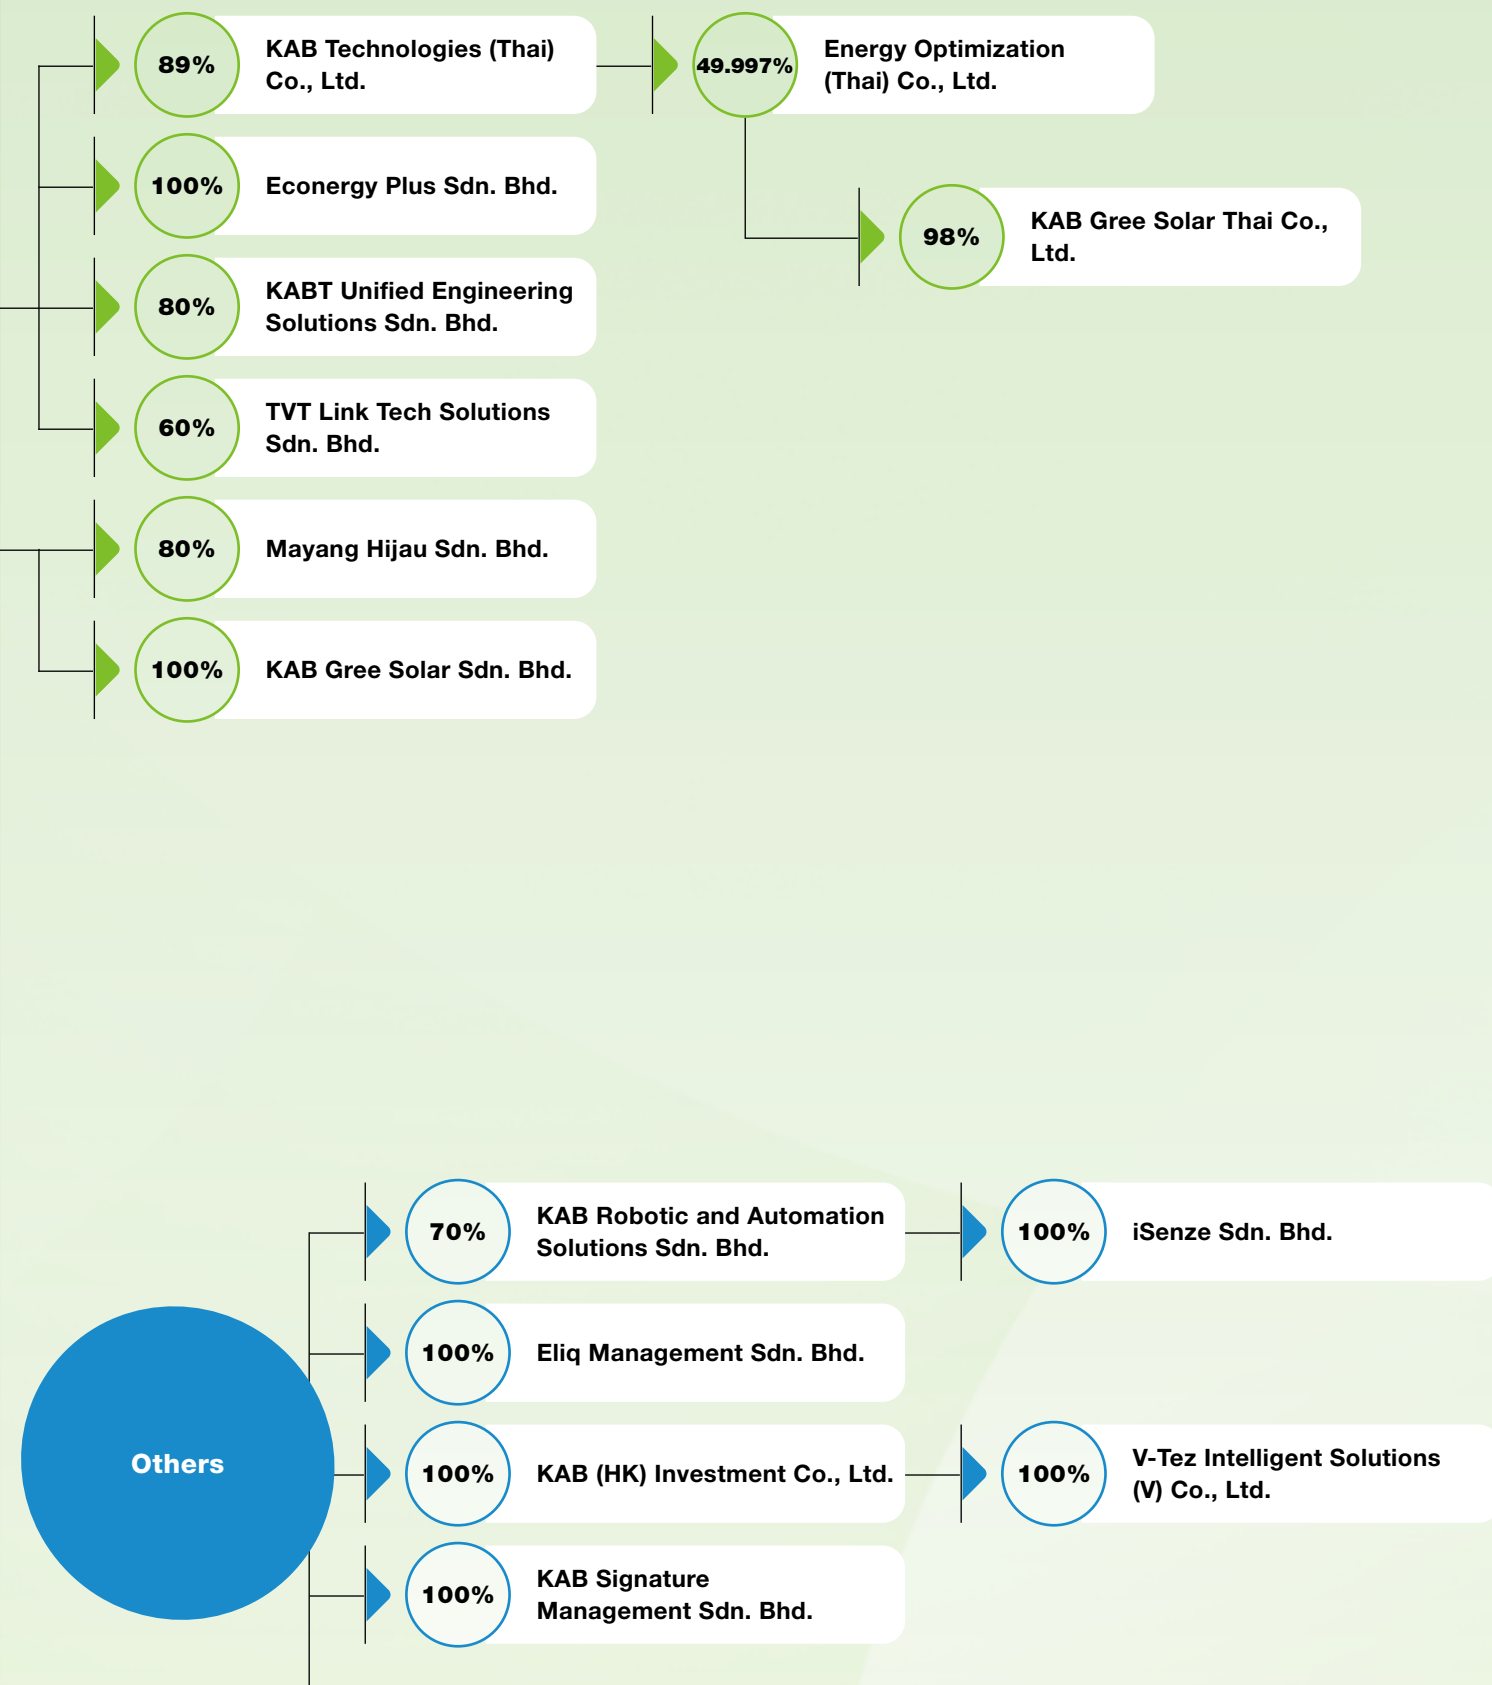 89%
KAB Technologies (Thai)
Co., Ltd.
49.997%
Energy Optimization
(Thai) Co., Ltd.
100%
Econergy Plus Sdn. Bhd.
98%
KAB Gree Solar Thai Co.,
Ltd.
80%
KABT Unified Engineering
Solutions Sdn. Bhd.
60%
TVT Link Tech Solutions
Sdn. Bhd.
80%
Mayang Hijau Sdn. Bhd.
100%
KAB Gree Solar Sdn. Bhd.
Others
70%
KAB Robotic and Automation
Solutions Sdn. Bhd.
100%
iSenze Sdn. Bhd.
100%
Eliq Management Sdn. Bhd.
100%
KAB (HK) Investment Co., Ltd.
100%
V-Tez Intelligent Solutions
(V) Co., Ltd.
100%
KAB Signature
Management Sdn. Bhd.